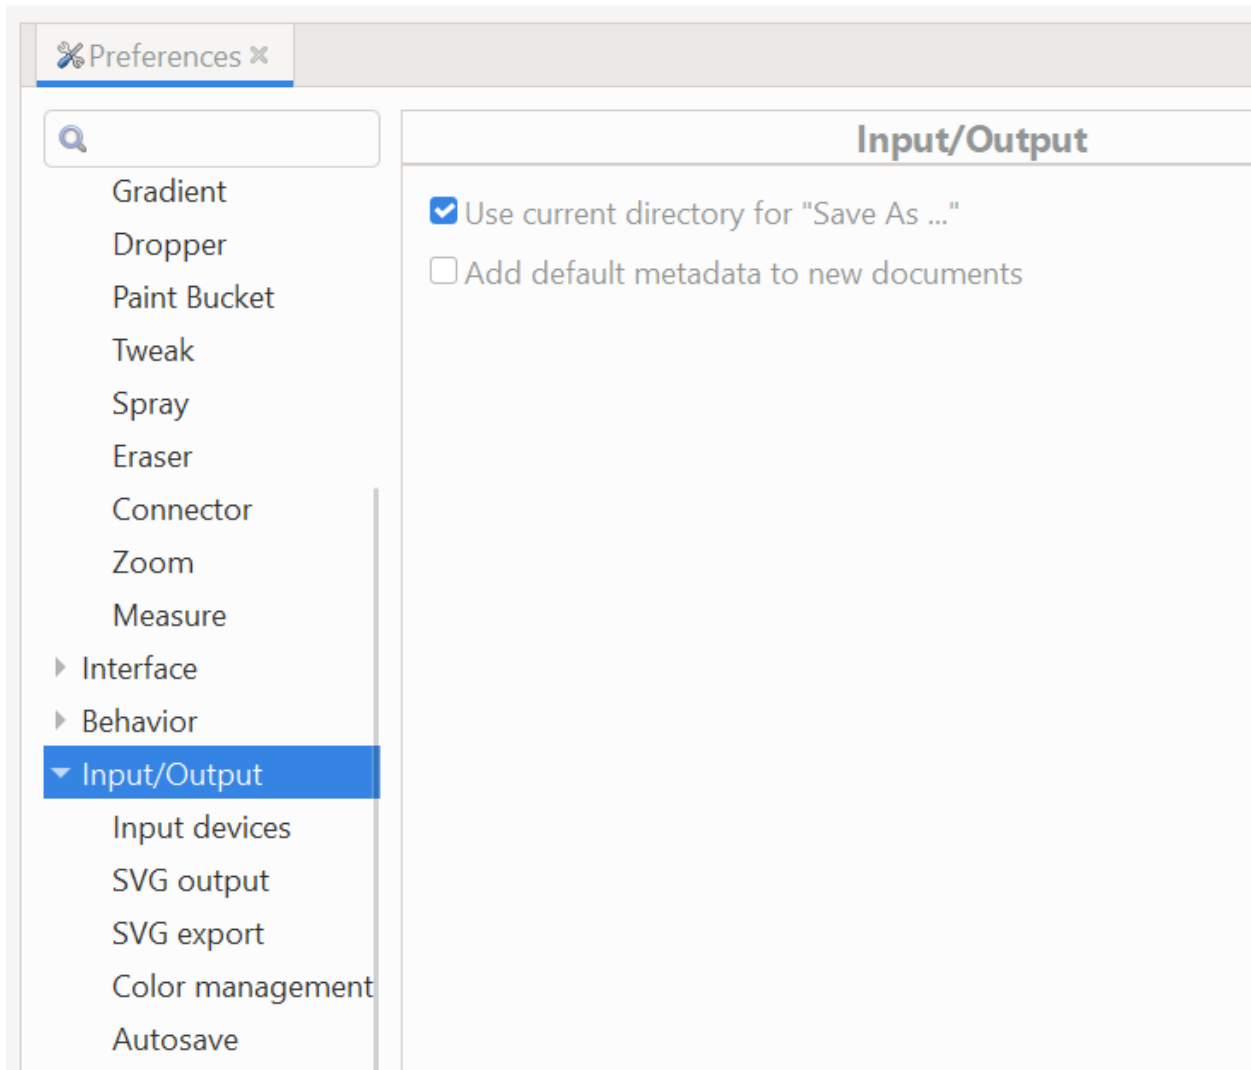 Preferences
Input/Output
Gradient
Dropper
Paint Bucket
Tweak
Spray
Eraser
Connector
Zoom
Measure
Interface
Behavior
Input/Output
Input devices
SVG output
SVG export
Color management
Autosave
Use current directory for "Save As ..."
Add default metadata to new documents